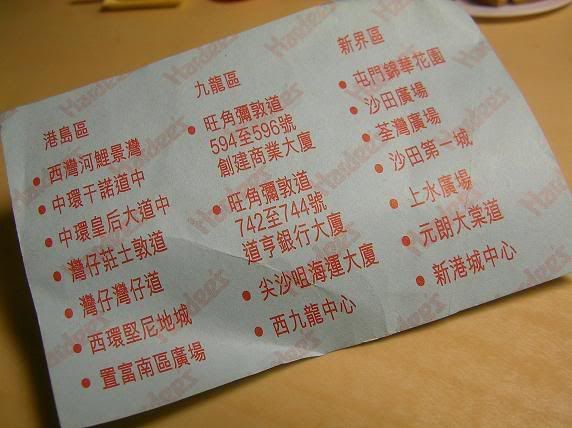 港島區
西灣河鯉景灣
中環干諾道中
中環皇后大道中
灣仔莊士敦道
灣仔灣仔道
西環堅尼地城
置富南區廣場
九龍區
旺角彌敦道
594至596號
創建商業大廈
旺角彌敦道
742至744號
道亨銀行大廈
尖沙咀海運大廈
西九龍中心
新界區
屯門錦華花園
沙田廣場
荃灣廣場
沙田第一城
上水廣場
元朗大棠道
新港城中心
Hardee's